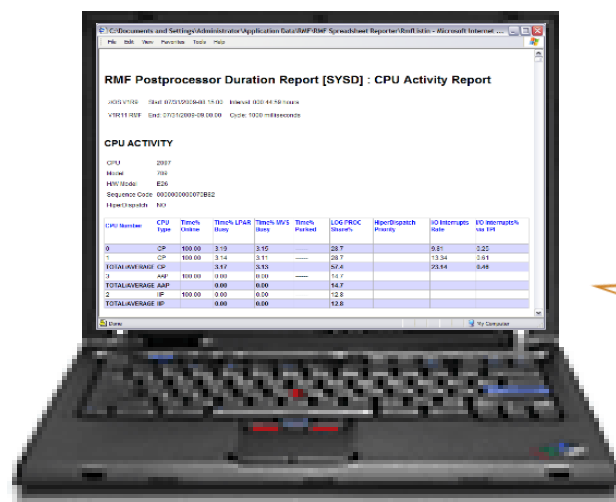 C:\Documents and Settings\Administrator\Application Data\RMF\RMF Spreadsheet Reporter\RmfListin - Microsoft Internet ...
File Edit View Favorites Tools Help
RMF Postprocessor Duration Report [SYSD] : CPU Activity Report
z/OS V1R9 Start: 07/31/2009-08.15.00 Interval: 000:44:59 hours
V1R11 RMF End: 07/31/2009-09.00.00 Cycle: 1000 milliseconds
CPU ACTIVITY
CPU 2097
Model 709
H/W Model E26
Sequence Code
HiperDispatch NO
CPU Number CPU Type Time% Online Time% LPAR Busy Time% MVS Busy Time% Parked LOG PROC Share% HiperDispatch Priority I/O Interrupts Rate I/O Interrupts% via TPI
0 CP 100.00 3.19 3.15 ----- 28.7 9.81 0.25
1 CP 100.00 3.14 3.11 ----- 28.7 13.34 0.61
TOTAL/AVERAGE CP 3.17 3.13 57.4 23.14 0.46
3 AAP 100.00 0.00 0.00 ----- 14.7
TOTAL/AVERAGE AAP 0.00 0.00 14.7
2 IIP 100.00 0.00 0.00 12.8
TOTAL/AVERAGE IIP 0.00 0.00 12.8
Done My Computer